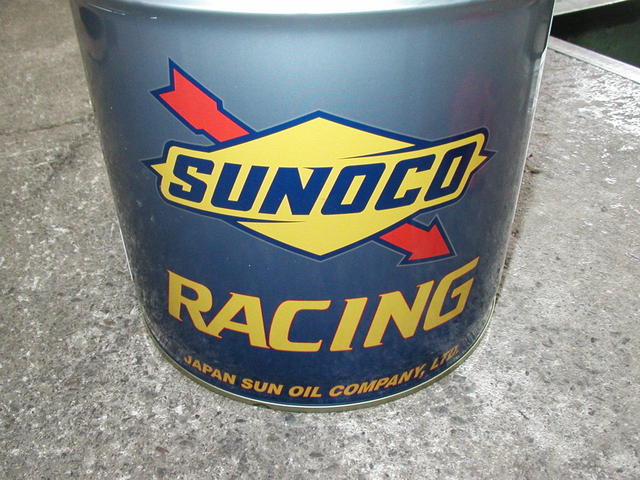 SUNOCO
RACING
JAPAN SUN OIL COMPANY, LTD.